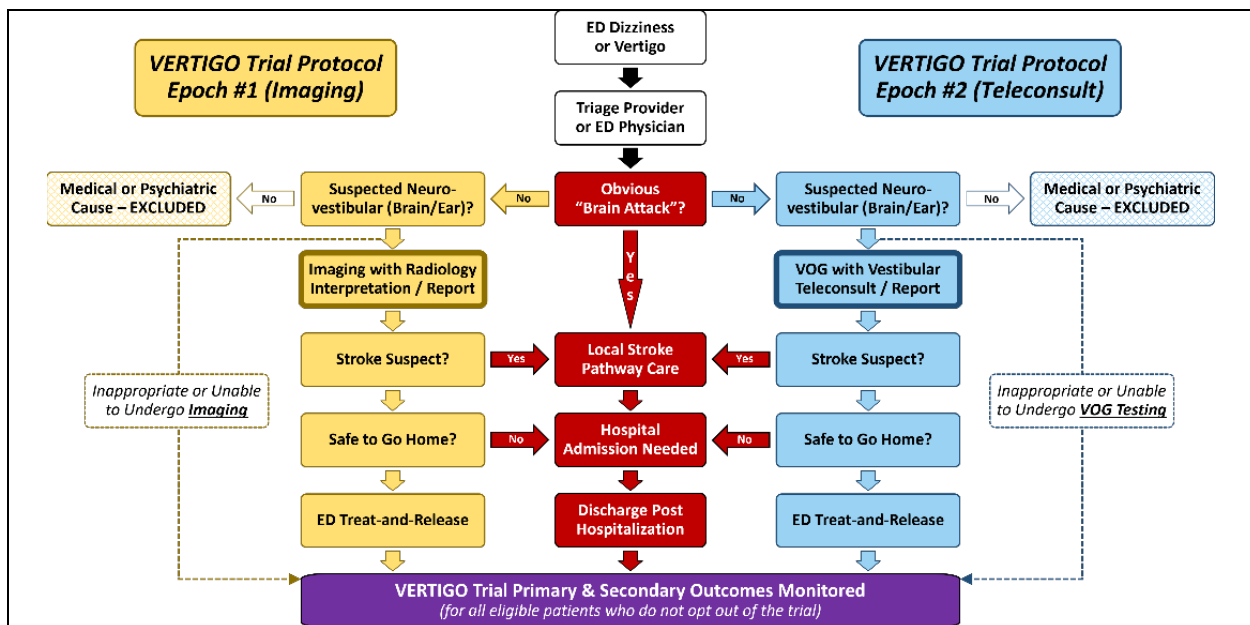 ED Dizziness
or Vertigo
VERTIGO Trial Protocol
Epoch #1 (Imaging)
VERTIGO Trial Protocol
Epoch #2 (Teleconsult)
Triage Provider
or ED Physician
Medical or Psychiatric
Cause – EXCLUDED
No
Suspected Neuro-
vestibular (Brain/Ear)?
No
Obvious
“Brain Attack”?
No
Suspected Neuro-
vestibular (Brain/Ear)?
No
Medical or Psychiatric
Cause – EXCLUDED
Imaging with Radiology
Interpretation / Report
Yes
VOG with Vestibular
Teleconsult / Report
Stroke Suspect?
Yes
Local Stroke
Pathway Care
Yes
Stroke Suspect?
Inappropriate or Unable
to Undergo Imaging
Inappropriate or Unable
to Undergo VOG Testing
Safe to Go Home?
No
Hospital
Admission Needed
No
Safe to Go Home?
ED Treat-and-Release
Discharge Post
Hospitalization
ED Treat-and-Release
VERTIGO Trial Primary & Secondary Outcomes Monitored
(for all eligible patients who do not opt out of the trial)